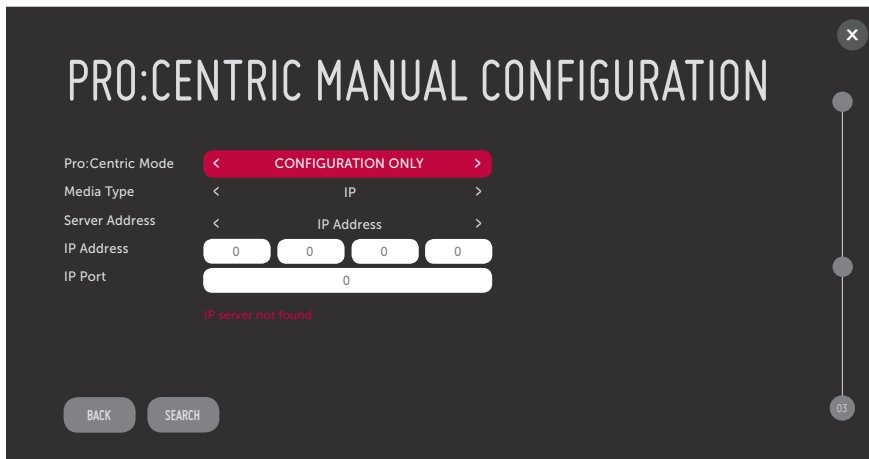 X
PRO:CENTRIC MANUAL CONFIGURATION
Pro:Centric Mode < CONFIGURATION ONLY >
Media Type < IP >
Server Address < IP Address >
IP Address 0 0 0 0
IP Port 0
IP server not found
BACK SEARCH
03